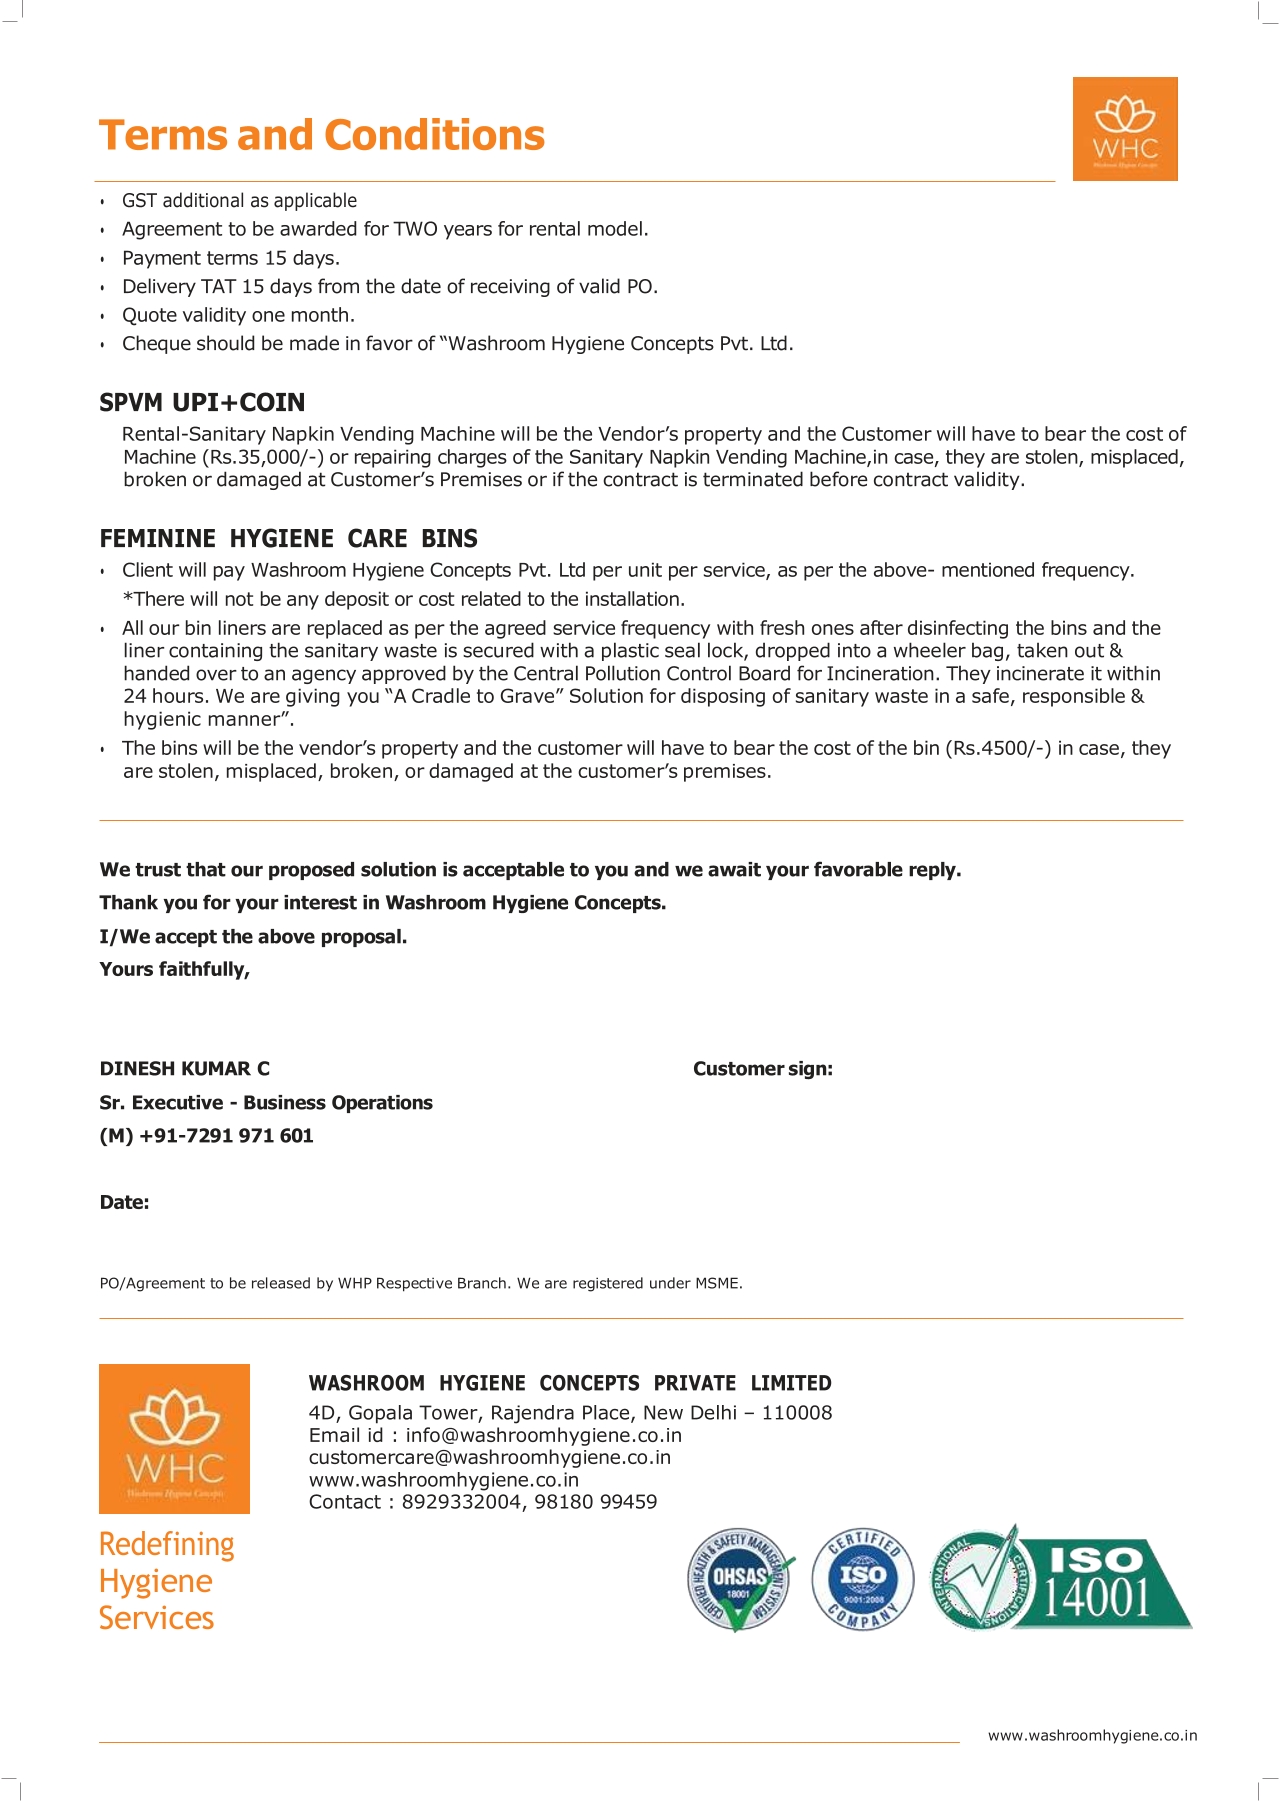 Terms and Conditions
WHC
Washroom Hygiene Concepts
• GST additional as applicable
• Agreement to be awarded for TWO years for rental model.
• Payment terms 15 days.
• Delivery TAT 15 days from the date of receiving of valid PO.
• Quote validity one month.
• Cheque should be made in favor of “Washroom Hygiene Concepts Pvt. Ltd.
SPVM UPI+COIN
Rental-Sanitary Napkin Vending Machine will be the Vendor’s property and the Customer will have to bear the cost of
Machine (Rs.35,000/-) or repairing charges of the Sanitary Napkin Vending Machine,in case, they are stolen, misplaced,
broken or damaged at Customer’s Premises or if the contract is terminated before contract validity.
FEMININE HYGIENE CARE BINS
• Client will pay Washroom Hygiene Concepts Pvt. Ltd per unit per service, as per the above- mentioned frequency.
*There will not be any deposit or cost related to the installation.
• All our bin liners are replaced as per the agreed service frequency with fresh ones after disinfecting the bins and the
liner containing the sanitary waste is secured with a plastic seal lock, dropped into a wheeler bag, taken out &
handed over to an agency approved by the Central Pollution Control Board for Incineration. They incinerate it within
24 hours. We are giving you “A Cradle to Grave” Solution for disposing of sanitary waste in a safe, responsible &
hygienic manner”.
• The bins will be the vendor’s property and the customer will have to bear the cost of the bin (Rs.4500/-) in case, they
are stolen, misplaced, broken, or damaged at the customer’s premises.
We trust that our proposed solution is acceptable to you and we await your favorable reply.
Thank you for your interest in Washroom Hygiene Concepts.
I/We accept the above proposal.
Yours faithfully,
DINESH KUMAR C
Customer sign:
Sr. Executive - Business Operations
(M) +91-7291 971 601
Date:
PO/Agreement to be released by WHP Respective Branch. We are registered under MSME.
WHC
Washroom Hygiene Concepts
Redefining
Hygiene
Services
WASHROOM HYGIENE CONCEPTS PRIVATE LIMITED
4D, Gopala Tower, Rajendra Place, New Delhi – 110008
Email id : info@washroomhygiene.co.in
customercare@washroomhygiene.co.in
www.washroomhygiene.co.in
Contact : 8929332004, 98180 99459
CERTIFIED HEALTH & SAFETY MANAGEMENT SYSTEM
OHSAS
18001
CERTIFIED
ISO
9001:2008
COMPANY
INTERNATIONAL
CERTIFICATIONS
ISO
14001
www.washroomhygiene.co.in